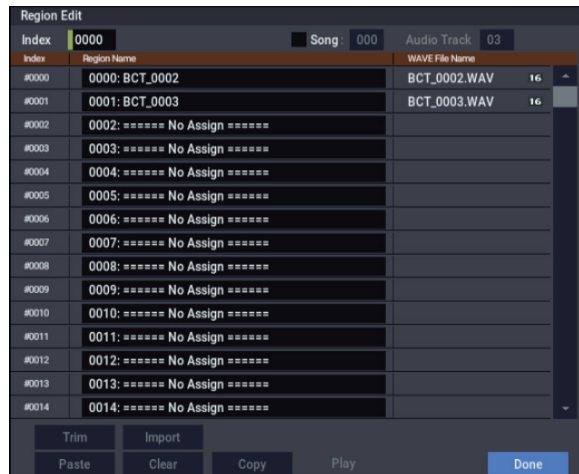 Region Edit
Index 0000 Song: 000 Audio Track 03
Index Region Name WAVE File Name
#0000 0000: BCT_0002 BCT_0002.WAV 16
#0001 0001: BCT_0003 BCT_0003.WAV 16
#0002 0002: ====== No Assign ======
#0003 0003: ====== No Assign ======
#0004 0004: ====== No Assign ======
#0005 0005: ====== No Assign ======
#0006 0006: ====== No Assign ======
#0007 0007: ====== No Assign ======
#0008 0008: ====== No Assign ======
#0009 0009: ====== No Assign ======
#0010 0010: ====== No Assign ======
#0011 0011: ====== No Assign ======
#0012 0012: ====== No Assign ======
#0013 0013: ====== No Assign ======
#0014 0014: ====== No Assign ======
Trim Import
Paste Clear Copy Play Done